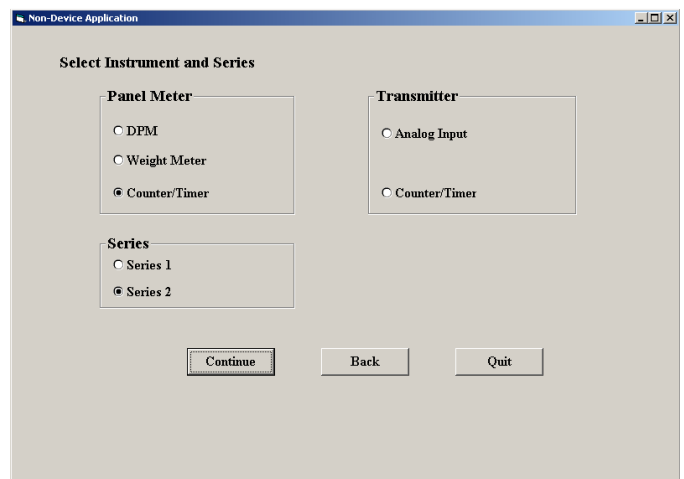 Non-Device Application
Select Instrument and Series
Panel Meter
DPM
Weight Meter
Counter/Timer
Transmitter
Analog Input
Counter/Timer
Series
Series 1
Series 2
Continue
Back
Quit